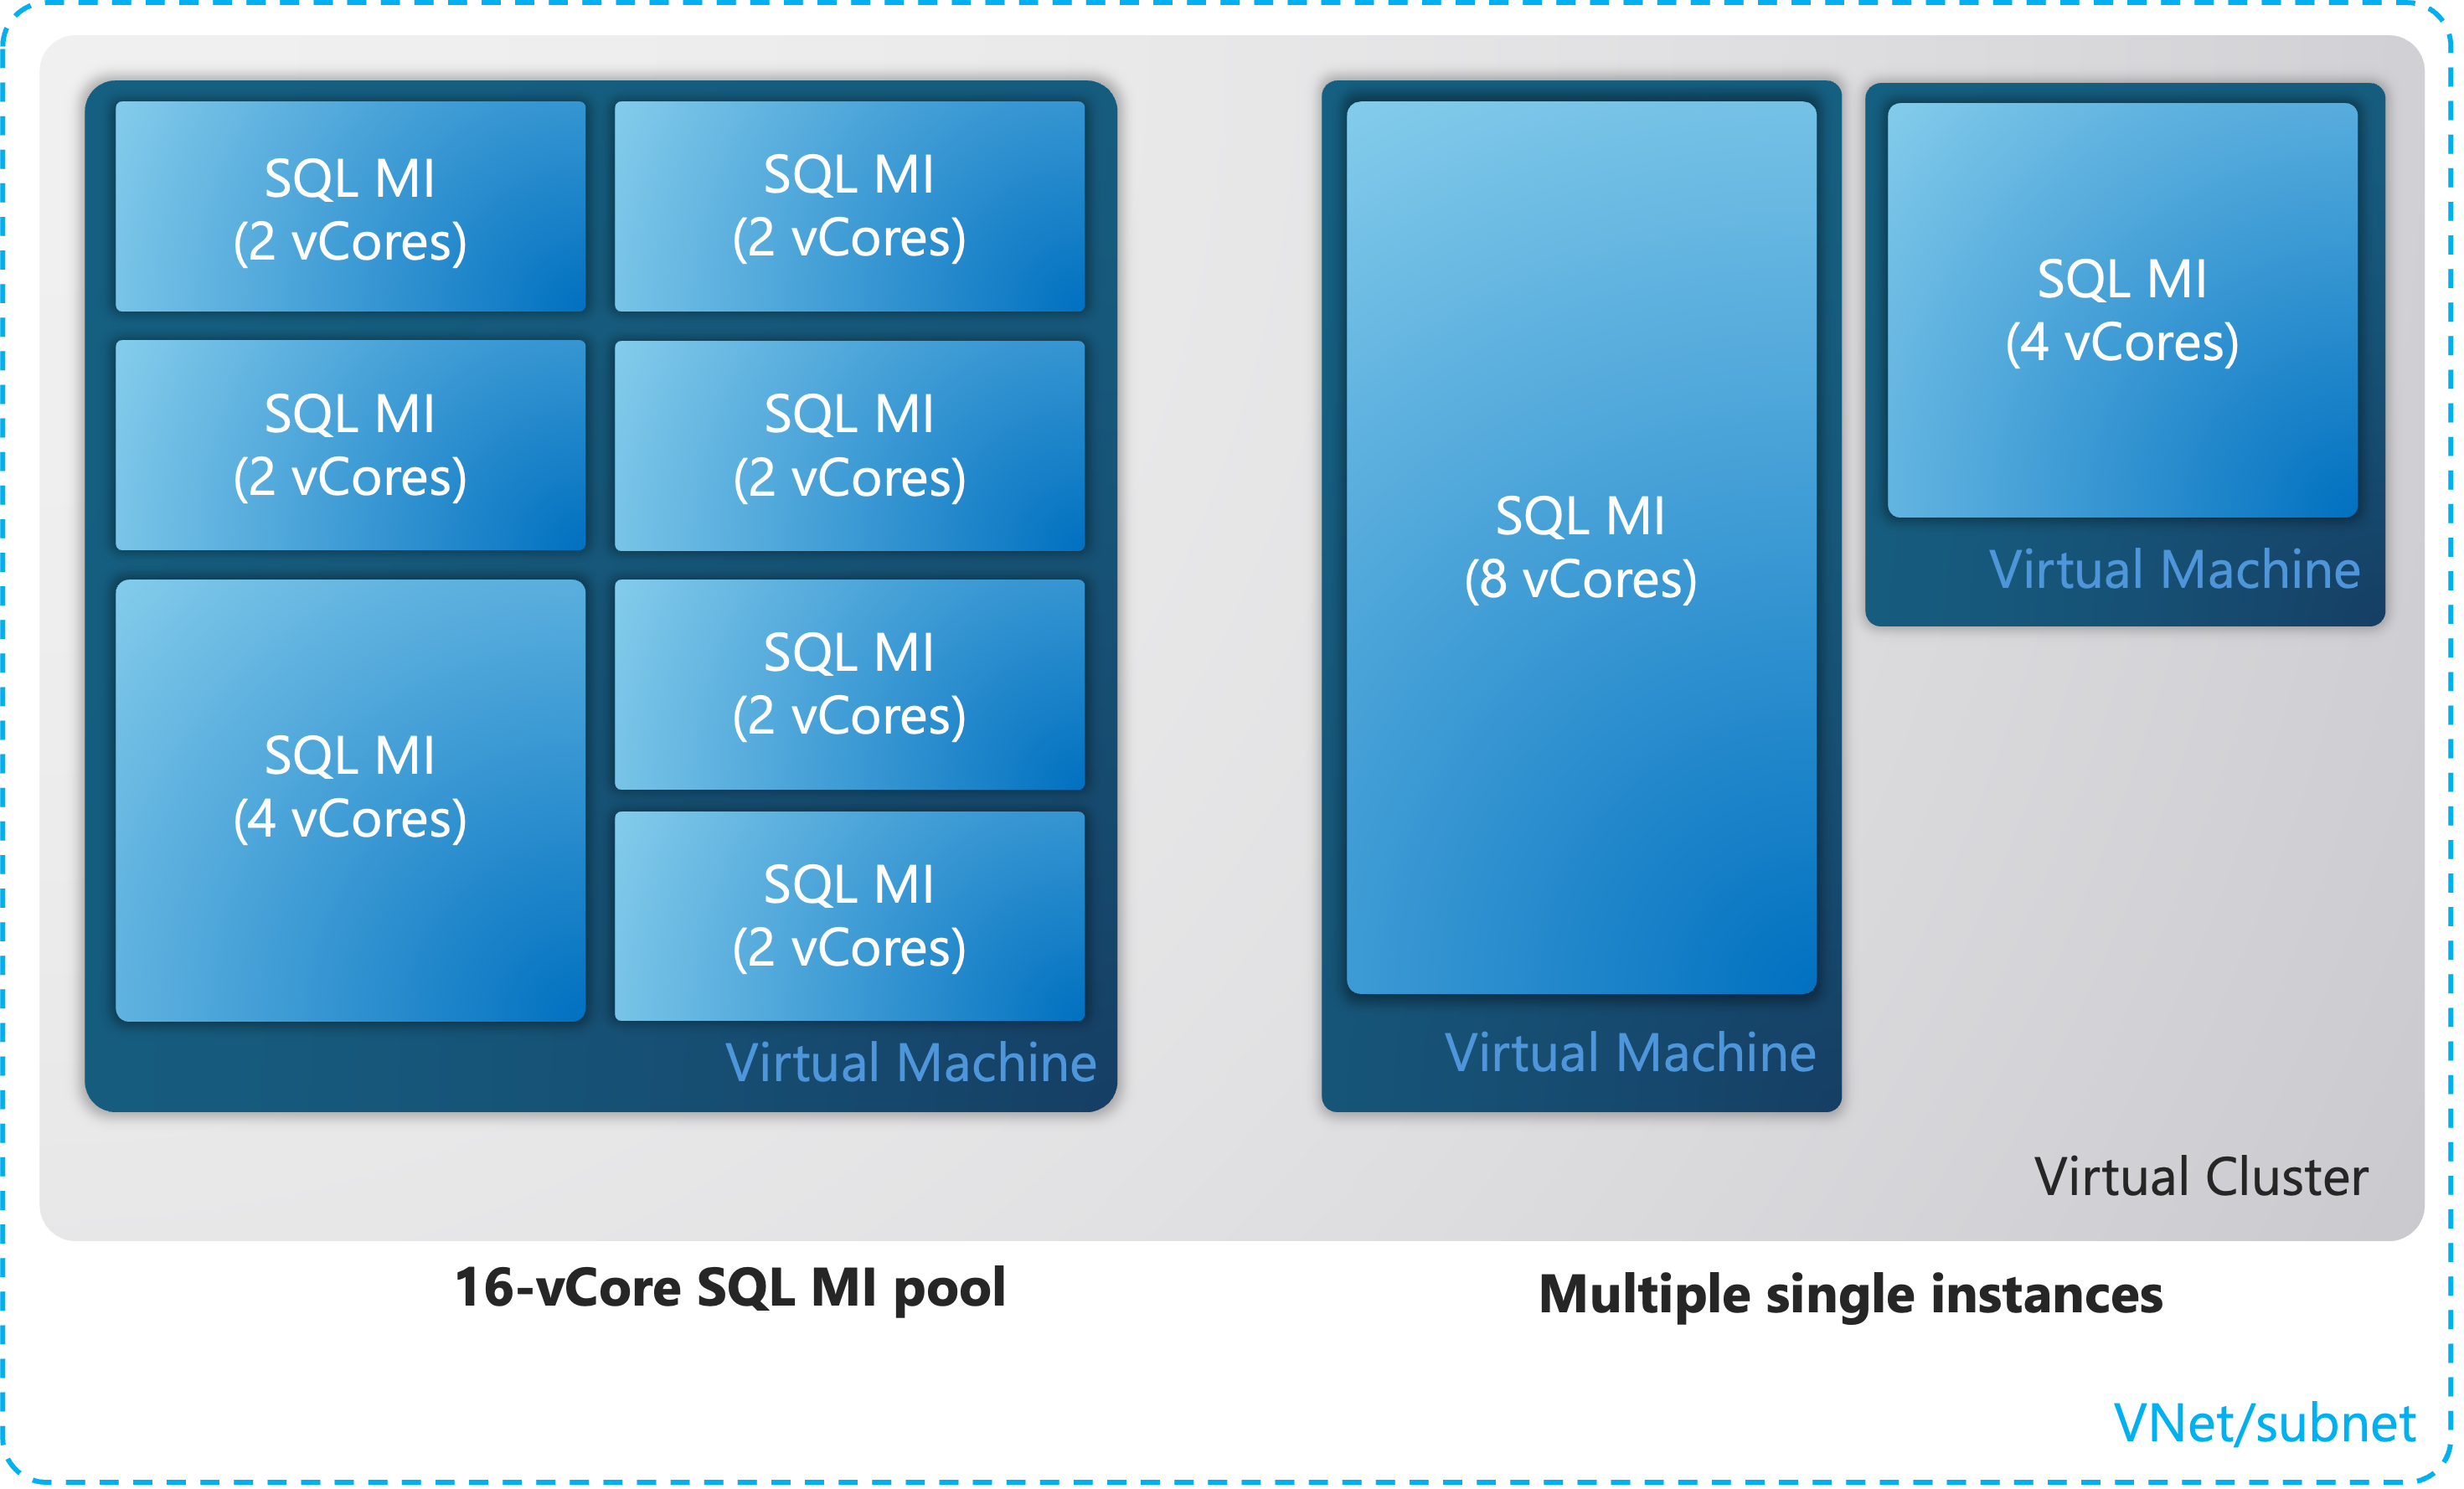 SQL MI
(2 vCores)
SQL MI
(2 vCores)
SQL MI
(2 vCores)
SQL MI
(2 vCores)
SQL MI
(4 vCores)
SQL MI
(2 vCores)
SQL MI
(2 vCores)
Virtual Machine
SQL MI
(8 vCores)
Virtual Machine
SQL MI
(4 vCores)
Virtual Machine
Virtual Cluster
16-vCore SQL MI pool
Multiple single instances
VNet/subnet